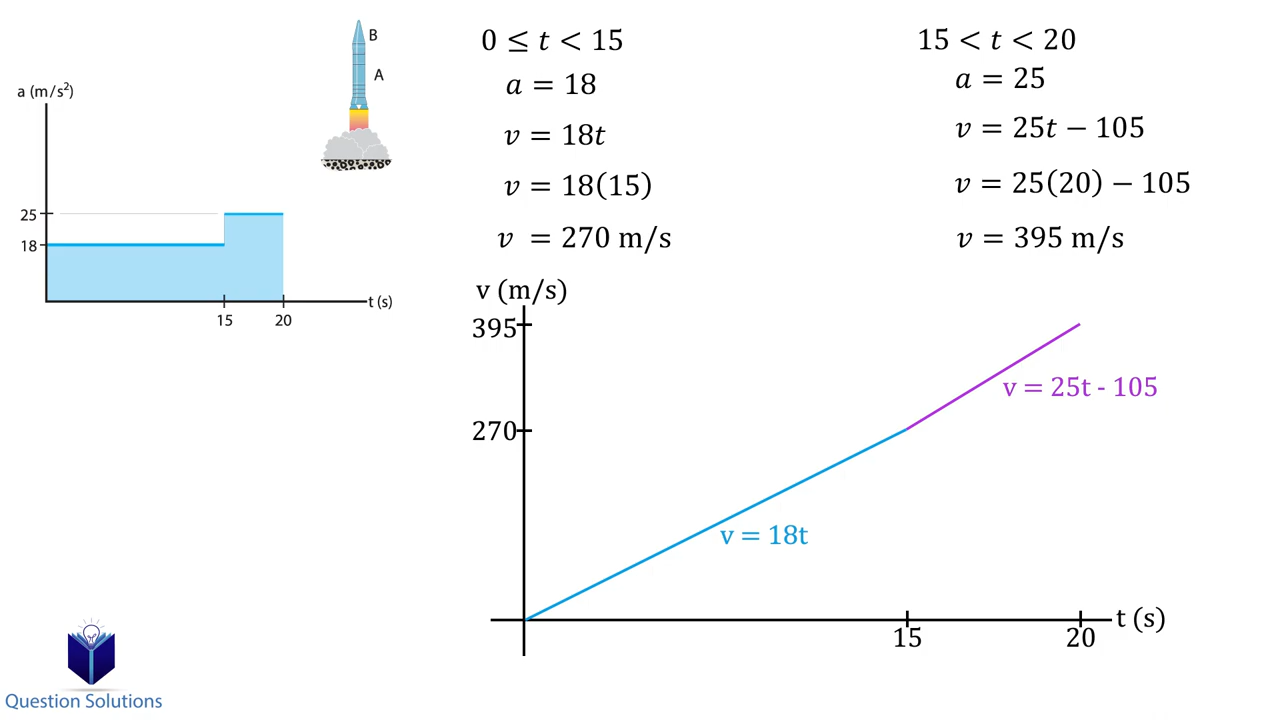 B
A
a (m/s²)
25
18
t (s)
15
20
0 ≤ t < 15
a = 18
v = 18t
v = 18(15)
v = 270 m/s
15 < t < 20
a = 25
v = 25t − 105
v = 25(20) − 105
v = 395 m/s
v (m/s)
395
v = 25t - 105
270
v = 18t
t (s)
15
20
Question Solutions